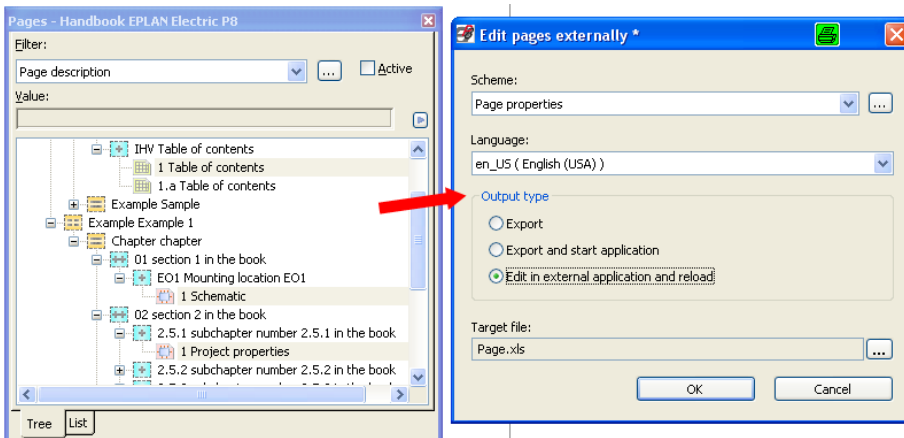 Pages - Handbook EPLAN Electric P8
Filter:
Page description
...
Active
Value:
IHV Table of contents
1 Table of contents
1.a Table of contents
Example Sample
Example Example 1
Chapter chapter
01 section 1 in the book
EO1 Mounting location EO1
1 Schematic
02 section 2 in the book
2.5.1 subchapter number 2.5.1 in the book
1 Project properties
2.5.2 subchapter number 2.5.2 in the book
Tree
List
Edit pages externally *
Scheme:
Page properties
...
Language:
en_US ( English (USA) )
Output type
Export
Export and start application
Edit in external application and reload
Target file:
Page.xls
...
OK
Cancel